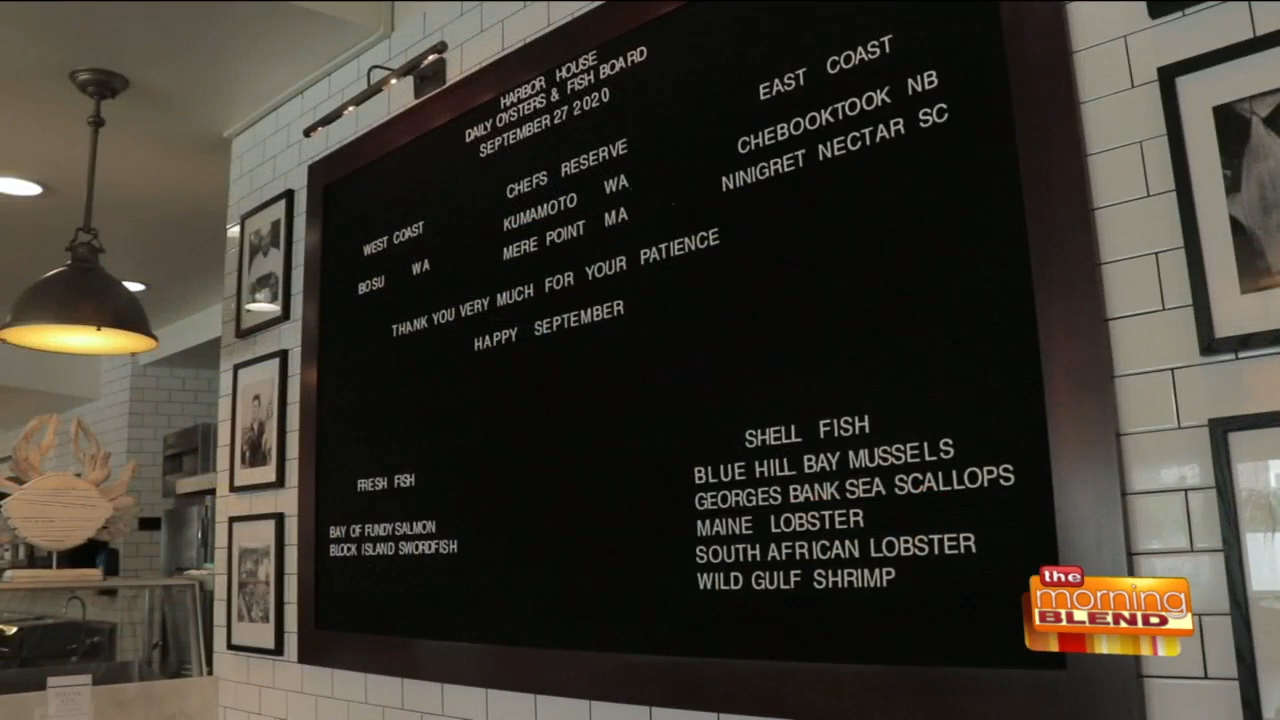 HARBOR HOUSE
DAILY OYSTERS & FISH BOARD
SEPTEMBER 27 2020
WEST COAST
BOSU WA
CHEFS RESERVE
KUMAMOTO WA
MERE POINT MA
EAST COAST
CHEBOOKTOOK NB
NINIGRET NECTAR SC
THANK YOU VERY MUCH FOR YOUR PATIENCE
HAPPY SEPTEMBER
FRESH FISH
BAY OF FUNDY SALMON
BLOCK ISLAND SWORDFISH
SHELL FISH
BLUE HILL BAY MUSSELS
GEORGES BANK SEA SCALLOPS
MAINE LOBSTER
SOUTH AFRICAN LOBSTER
WILD GULF SHRIMP
the
morning
BLEND